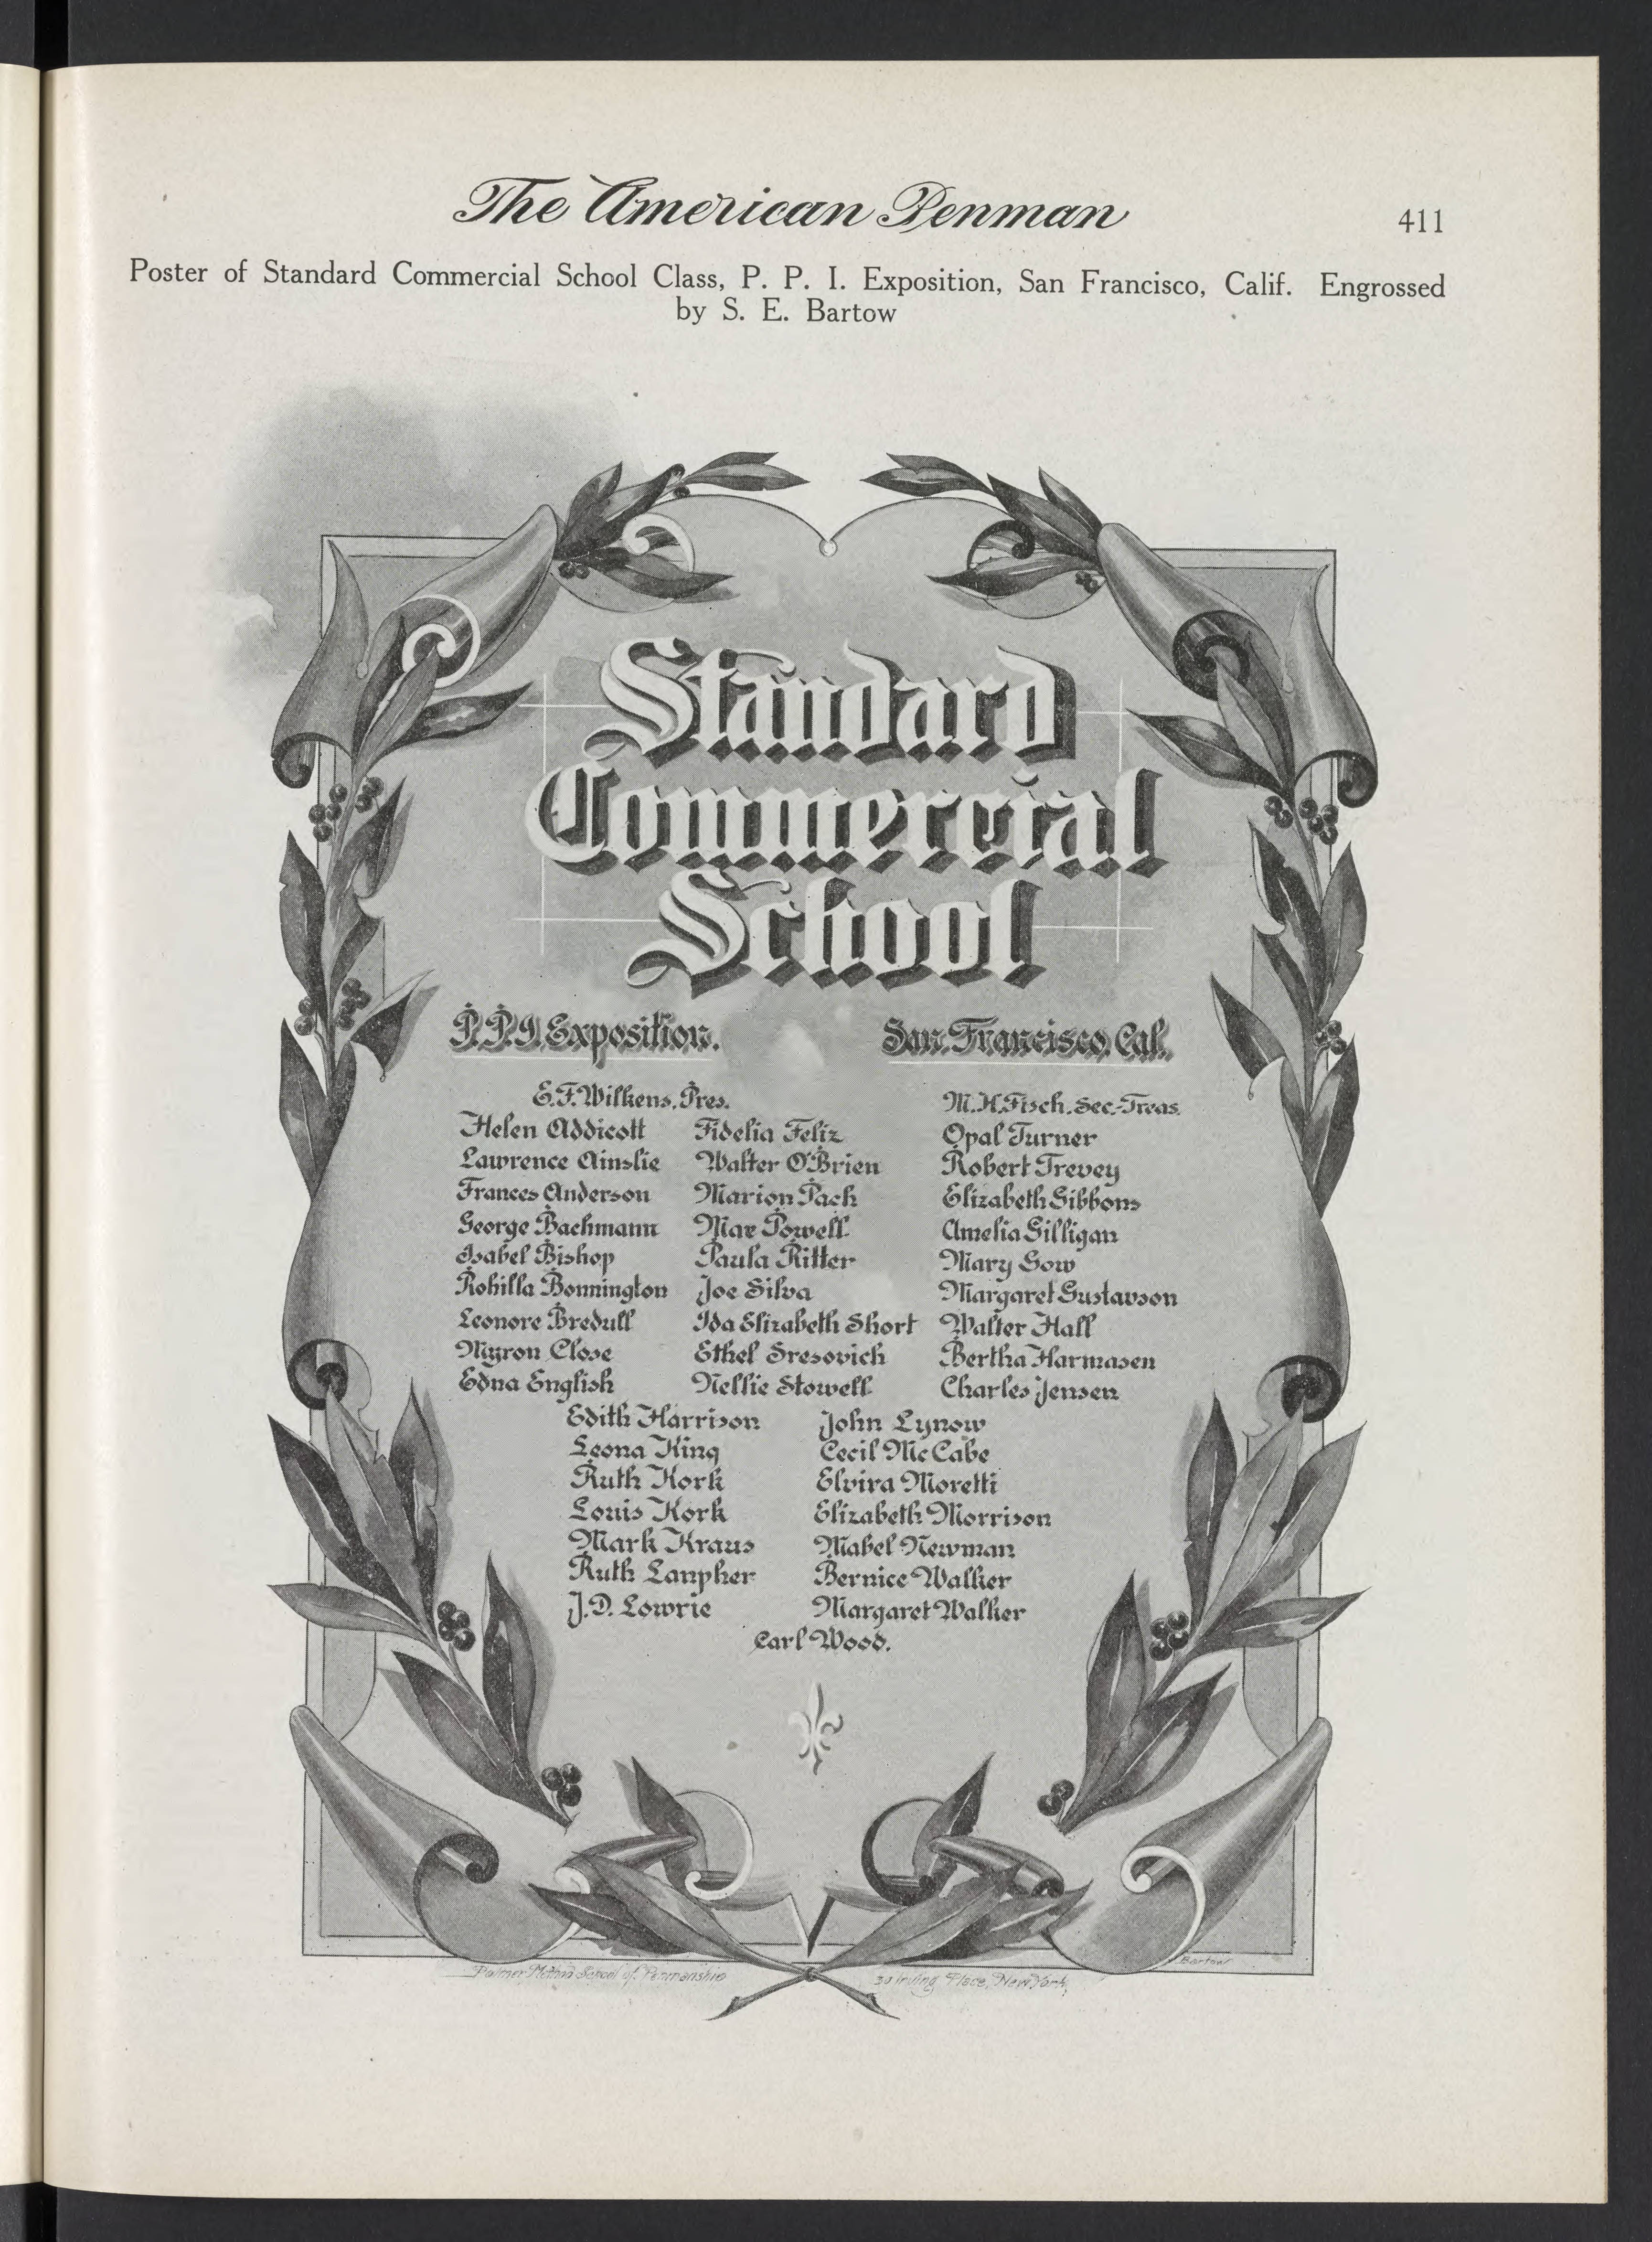 The American Penman 411
Poster of Standard Commercial School Class, P. P. I. Exposition, San Francisco, Calif. Engrossed
by S. E. Bartow
Standard
Commercial
School
P.P.I. Exposition. San Francisco, Cal.
E.F. Wilkens, Pres. M.H. Fisch, Sec.-Treas.
Helen Addicott Fidelia Feliz Opal Turner
Lawrence Ainslie Walter O'Brien Robert Trevey
Frances Anderson Marion Pach Elizabeth Gibbons
George Bachmann Max Powell Amelia Gilligan
Isabel Bishop Paula Ritter Mary Gow
Robilla Bonnington Joe Silva Margaret Gustavson
Leonore Bredull Ida Elizabeth Short Walter Hall
Myron Close Ethel Sresovich Bertha Harmasen
Edna English Nellie Stowell Charles Jensen
Edith Harrison John Lynow
Leona King Cecil McCabe
Ruth Kork Elvira Moretti
Louis Kork Elizabeth Morrison
Mark Kraus Mabel Newman
Ruth Lanpher Bernice Walker
J.D. Lowrie Margaret Walker
Carl Wood.
Bartow
Palmer Method School of Penmanship 30 Irving Place, New York,